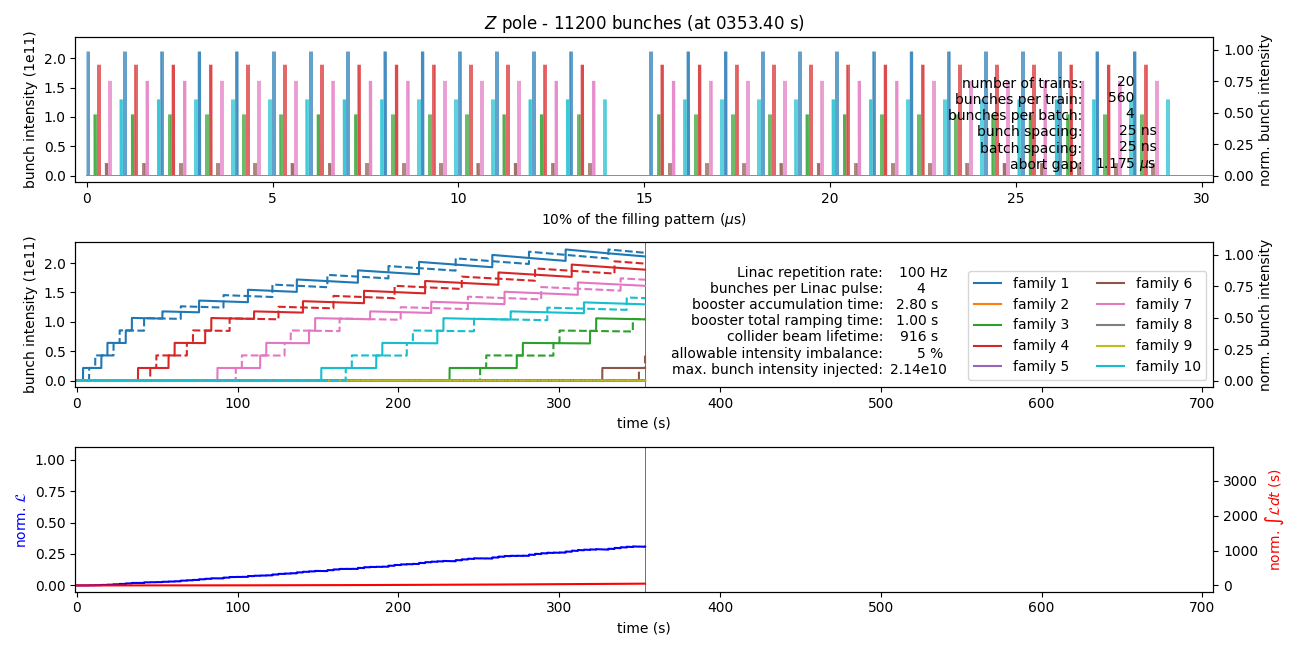 Z pole - 11200 bunches (at 0353.40 s)
bunch intensity (1e11)
2.0
1.5
1.0
0.5
0.0
1.00
0.75
0.50
0.25
0.00
norm. bunch intensity
number of trains: 20
bunches per train: 560
bunches per batch: 4
bunch spacing: 25 ns
batch spacing: 25 ns
abort gap: 1.175 μs
0 5 10 15 20 25 30
10% of the filling pattern (μs)
bunch intensity (1e11)
2.0
1.5
1.0
0.5
0.0
Linac repetition rate: 100 Hz
bunches per Linac pulse: 4
booster accumulation time: 2.80 s
booster total ramping time: 1.00 s
collider beam lifetime: 916 s
allowable intensity imbalance: 5 %
max. bunch intensity injected: 2.14e10
family 1 family 6
family 2 family 7
family 3 family 8
family 4 family 9
family 5 family 10
1.00
0.75
0.50
0.25
0.00
norm. bunch intensity
0 100 200 300 400 500 600 700
time (s)
norm. ℒ
1.00
0.75
0.50
0.25
0.00
3000
2000
1000
0
norm. ∫ℒdt (s)
0 100 200 300 400 500 600 700
time (s)